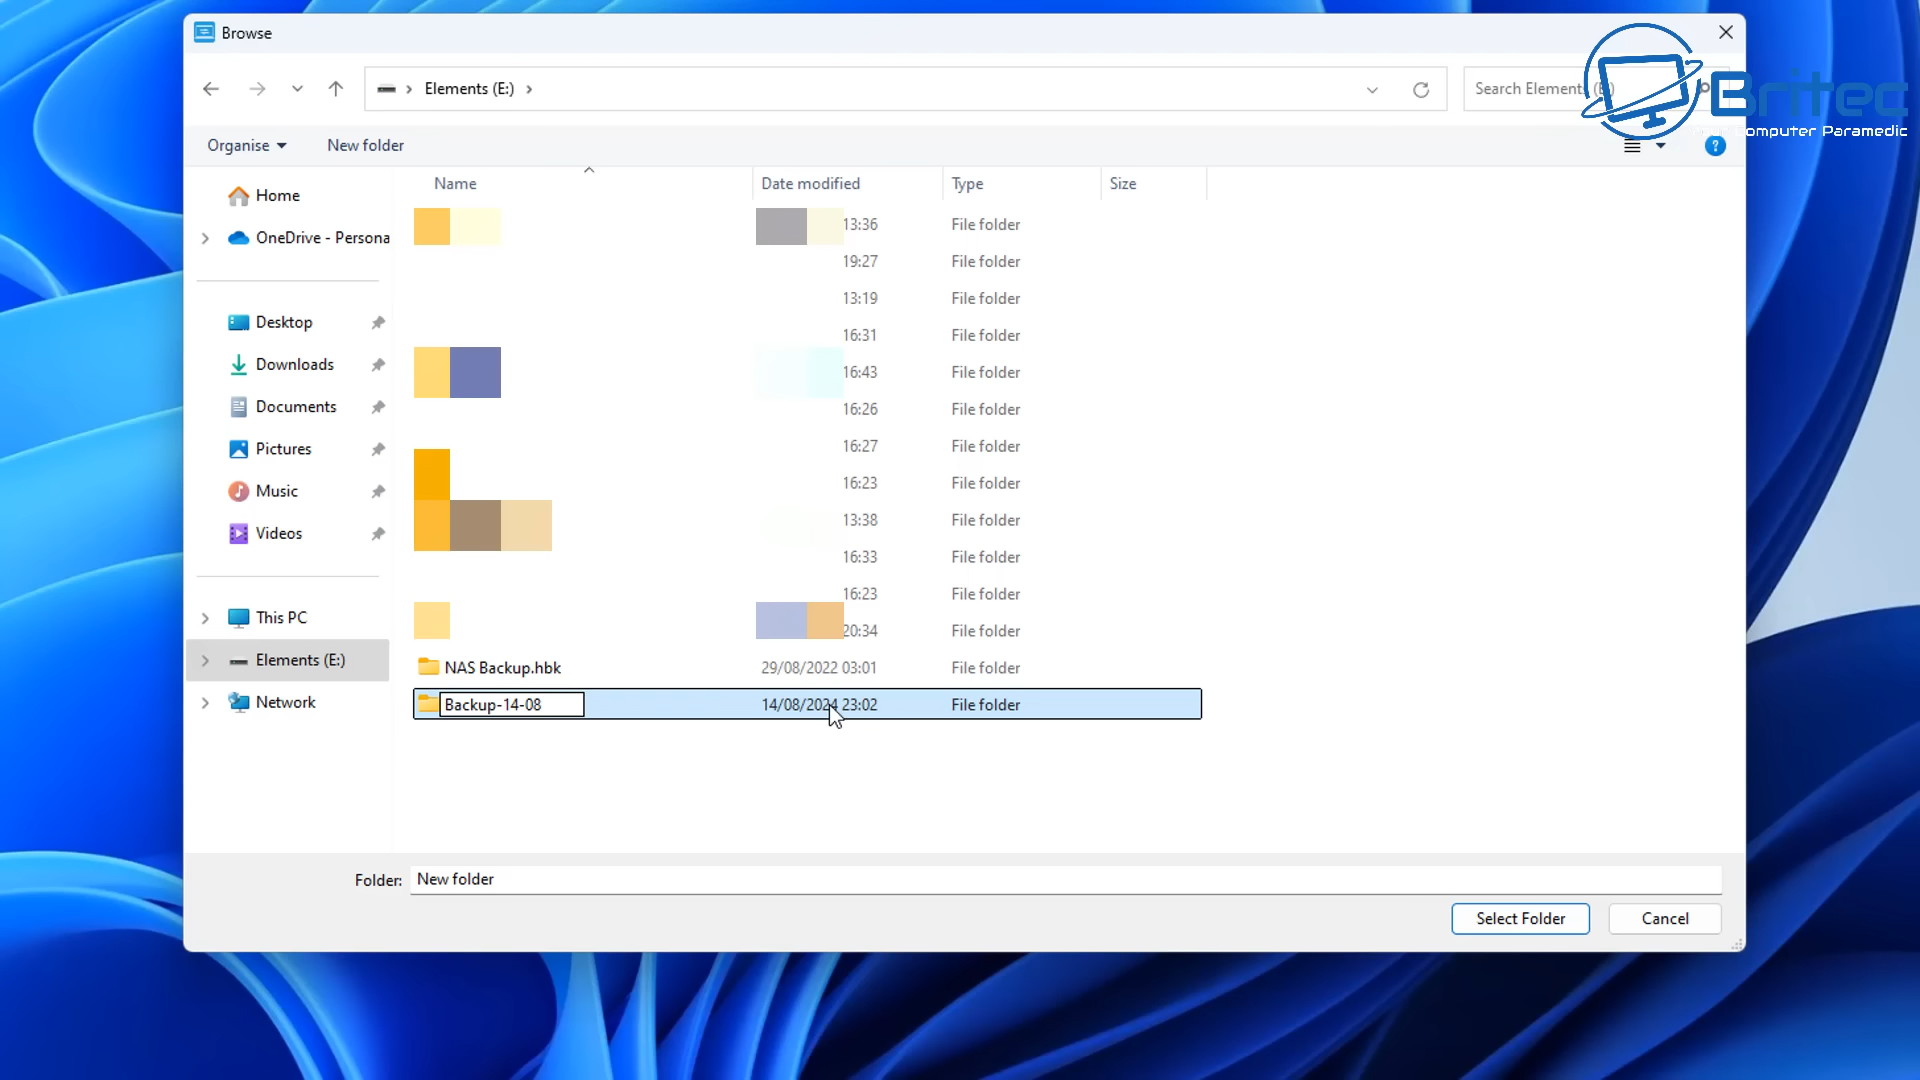 Browse
Elements (E:)
Search Elements (E:)
Britec
Computer Paramedic
Organise
New folder
Name
Date modified
Type
Size
Home
OneDrive - Persona
Desktop
Downloads
Documents
Pictures
Music
Videos
This PC
Elements (E:)
Network
13:36 File folder
19:27 File folder
13:19 File folder
16:31 File folder
16:43 File folder
16:26 File folder
16:27 File folder
16:23 File folder
13:38 File folder
16:33 File folder
16:23 File folder
20:34 File folder
NAS Backup.hbk 29/08/2022 03:01 File folder
Backup-14-08 14/08/2024 23:02 File folder
Folder: New folder
Select Folder
Cancel